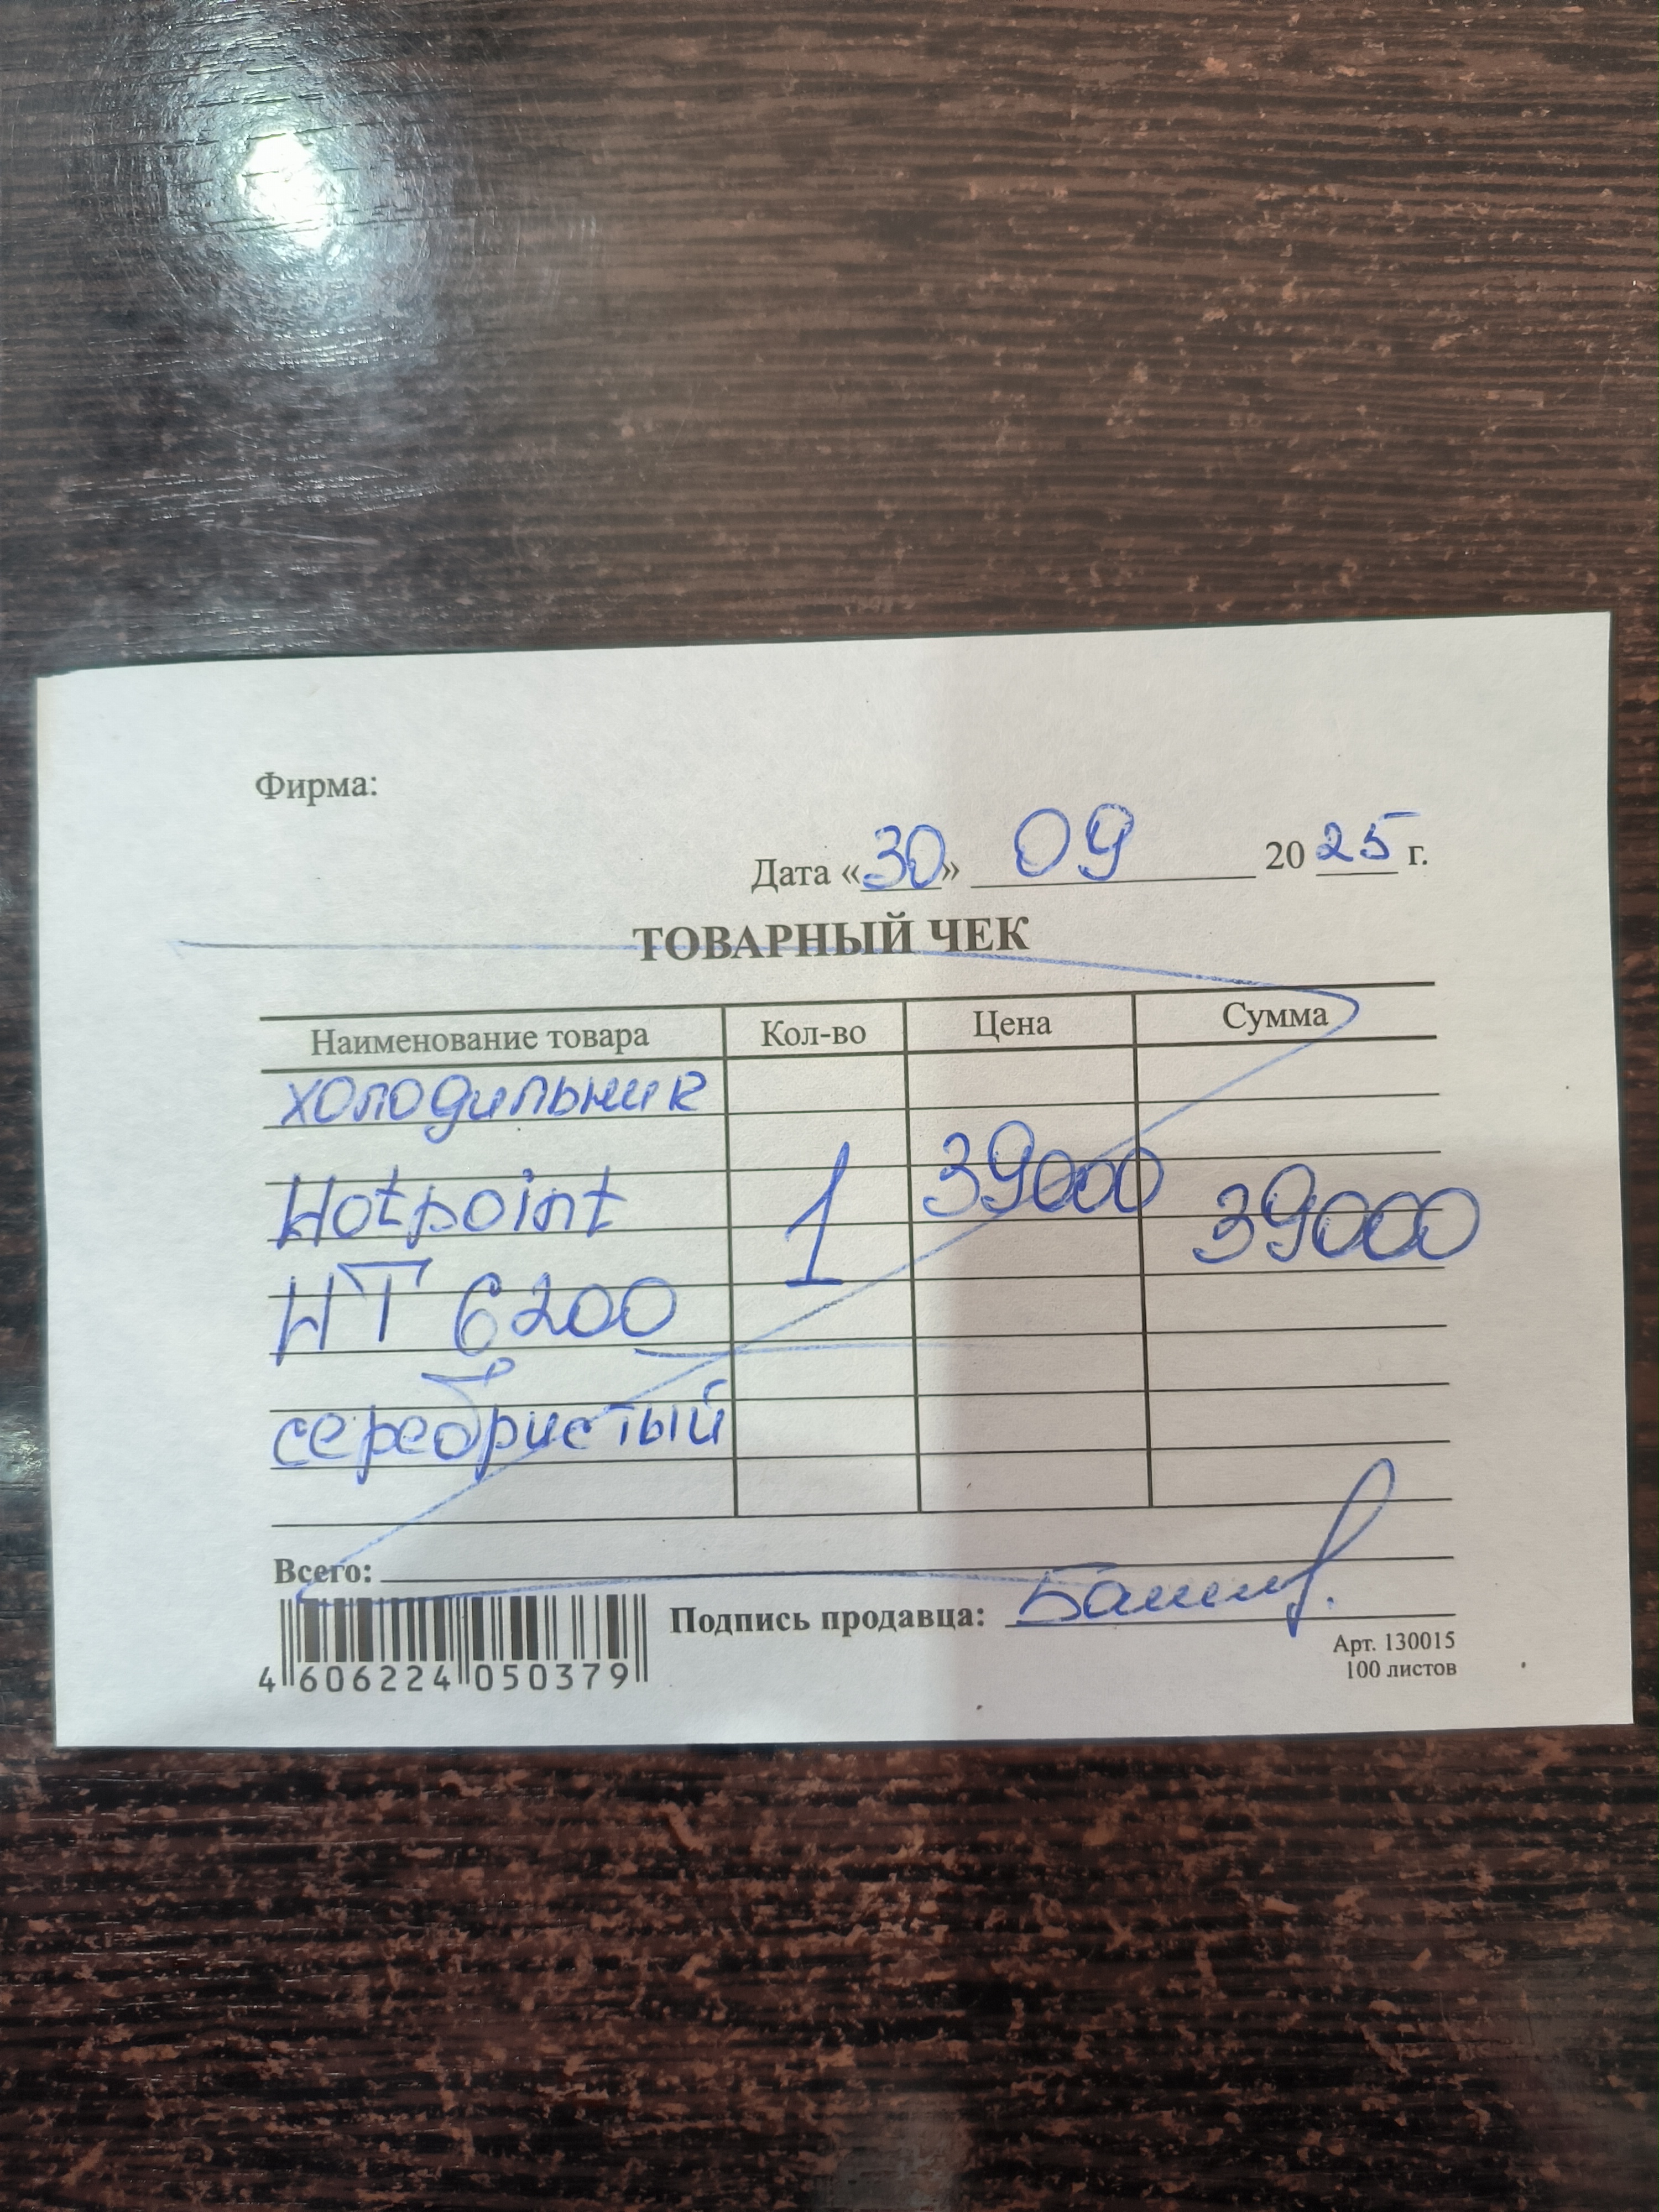 Фирма:
Дата «30» 09 2025 г.
ТОВАРНЫЙ ЧЕК
Наименование товара Кол-во Цена Сумма
холодильник
Hotpoint 1 39000 39000
HT 6200
серебристый
Всего:
Подпись продавца:
4 606224 050379
Арт. 130015
100 листов